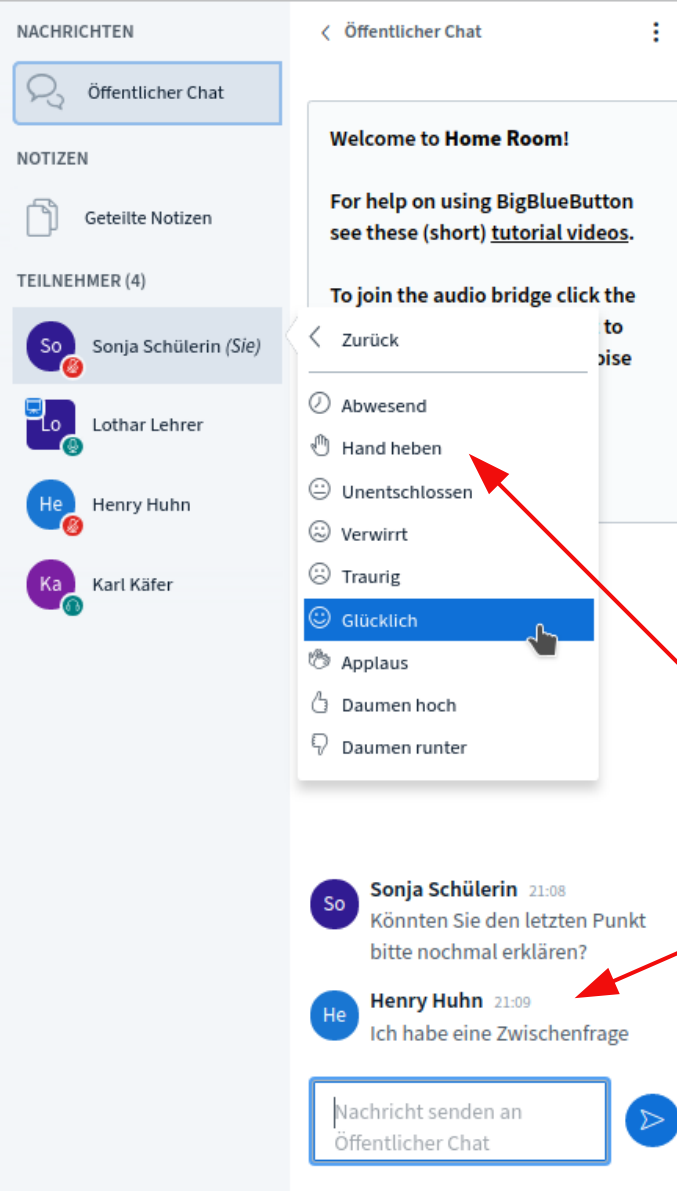 NACHRICHTEN
Öffentlicher Chat
NOTIZEN
Geteilte Notizen
TEILNEHMER (4)
So
Sonja Schülerin (Sie)
Lo
Lothar Lehrer
He
Henry Huhn
Ka
Karl Käfer
Öffentlicher Chat
Welcome to Home Room!
For help on using BigBlueButton
see these (short) tutorial videos.
To join the audio bridge click the
to
Zurück
Abwesend
Hand heben
Unentschlossen
Verwirrt
Traurig
Glücklich
Applaus
Daumen hoch
Daumen runter
So
Sonja Schülerin 21:08
Könnten Sie den letzten Punkt
bitte nochmal erklären?
He
Henry Huhn 21:09
Ich habe eine Zwischenfrage
Nachricht senden an
Öffentlicher Chat